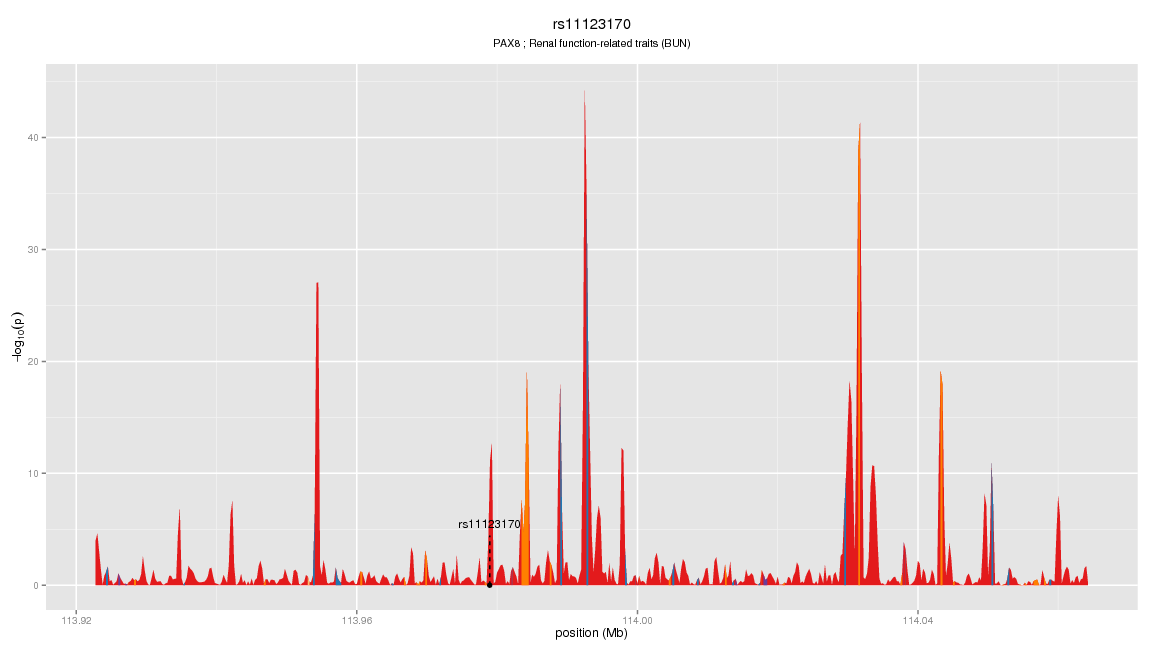 rs11123170
PAX8 ; Renal function-related traits (BUN)
40
30
20
10
0
−log10(p)
rs11123170
113.92
113.96
114.00
114.04
position (Mb)